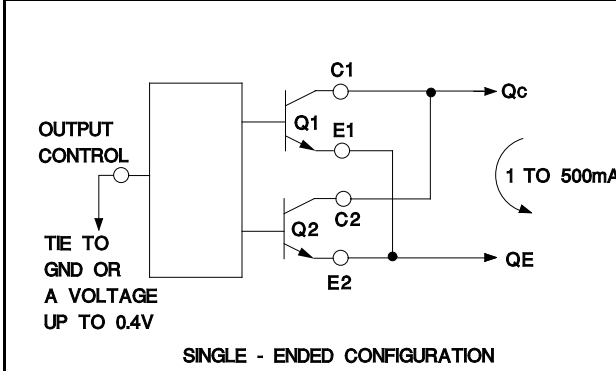 C1
Qc
Q1
OUTPUT
CONTROL
E1
1 TO 500mA
C2
Q2
TIE TO
GND OR
A VOLTAGE
UP TO 0.4V
QE
E2
SINGLE - ENDED CONFIGURATION